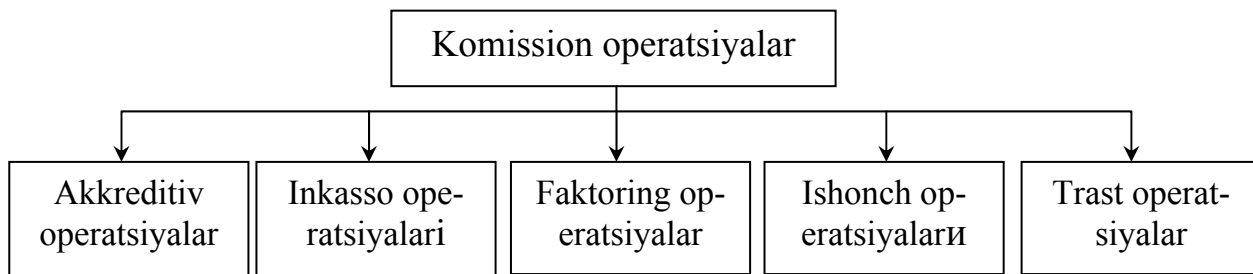 Komission operatsiyalar
Akkreditiv
operatsiyalar
Inkasso ope-
ratsiyalari
Faktoring op-
eratsiyalar
Ishonch op-
eratsiyalarи
Trast operat-
siyalar